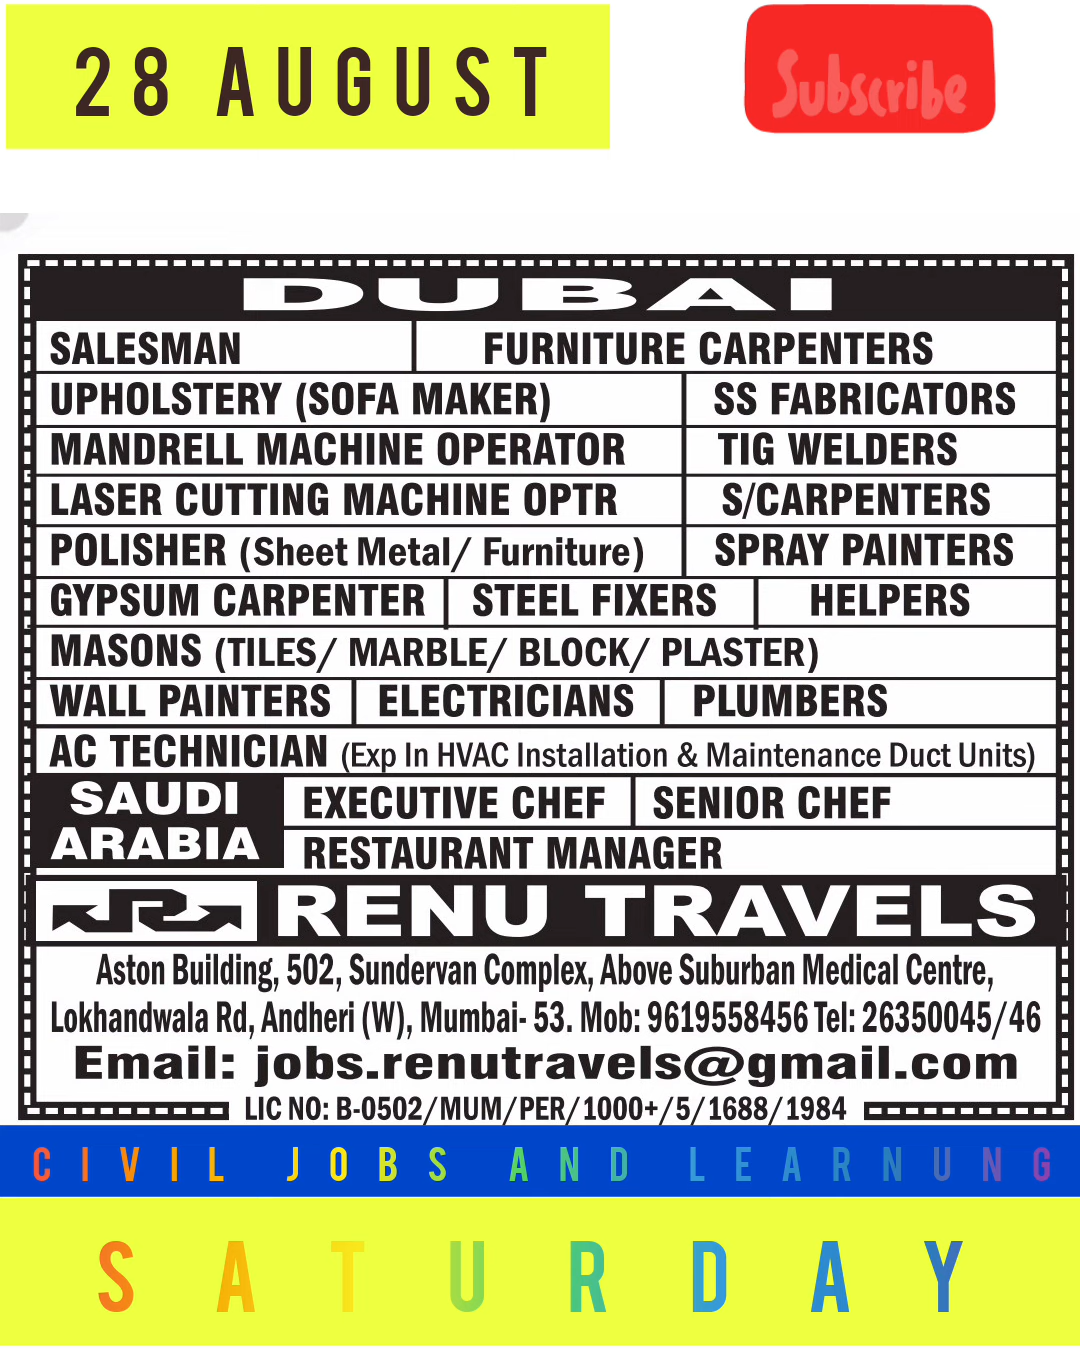 28 AUGUST
Subscribe
DUBAI
SALESMAN FURNITURE CARPENTERS
UPHOLSTERY (SOFA MAKER) SS FABRICATORS
MANDRELL MACHINE OPERATOR TIG WELDERS
LASER CUTTING MACHINE OPTR S/CARPENTERS
POLISHER (Sheet Metal/ Furniture) SPRAY PAINTERS
GYPSUM CARPENTER STEEL FIXERS HELPERS
MASONS (TILES/ MARBLE/ BLOCK/ PLASTER)
WALL PAINTERS ELECTRICIANS PLUMBERS
AC TECHNICIAN (Exp In HVAC Installation & Maintenance Duct Units)
SAUDI ARABIA
EXECUTIVE CHEF SENIOR CHEF
RESTAURANT MANAGER
RENU TRAVELS
Aston Building, 502, Sundervan Complex, Above Suburban Medical Centre,
Lokhandwala Rd, Andheri (W), Mumbai- 53. Mob: 9619558456 Tel: 26350045/46
Email: jobs.renutravels@gmail.com
LIC NO: B-0502/MUM/PER/1000+/5/1688/1984
CIVIL JOBS AND LEARNUNG
SATURDAY